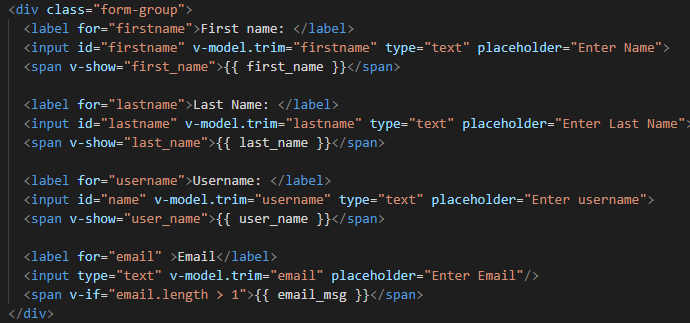 <div class="form-group">
<label for="firstname">First name: </label>
<input id="firstname" v-model.trim="firstname" type="text" placeholder="Enter Name">
<span v-show="first_name">{{ first_name }}</span>
<label for="lastname">Last Name: </label>
<input id="lastname" v-model.trim="lastname" type="text" placeholder="Enter Last Name">
<span v-show="last_name">{{ last_name }}</span>
<label for="username">Username: </label>
<input id="name" v-model.trim="username" type="text" placeholder="Enter username">
<span v-show="user_name">{{ user_name }}</span>
<label for="email" >Email</label>
<input type="text" v-model.trim="email" placeholder="Enter Email"/>
<span v-if="email.length > 1">{{ email_msg }}</span>
</div>